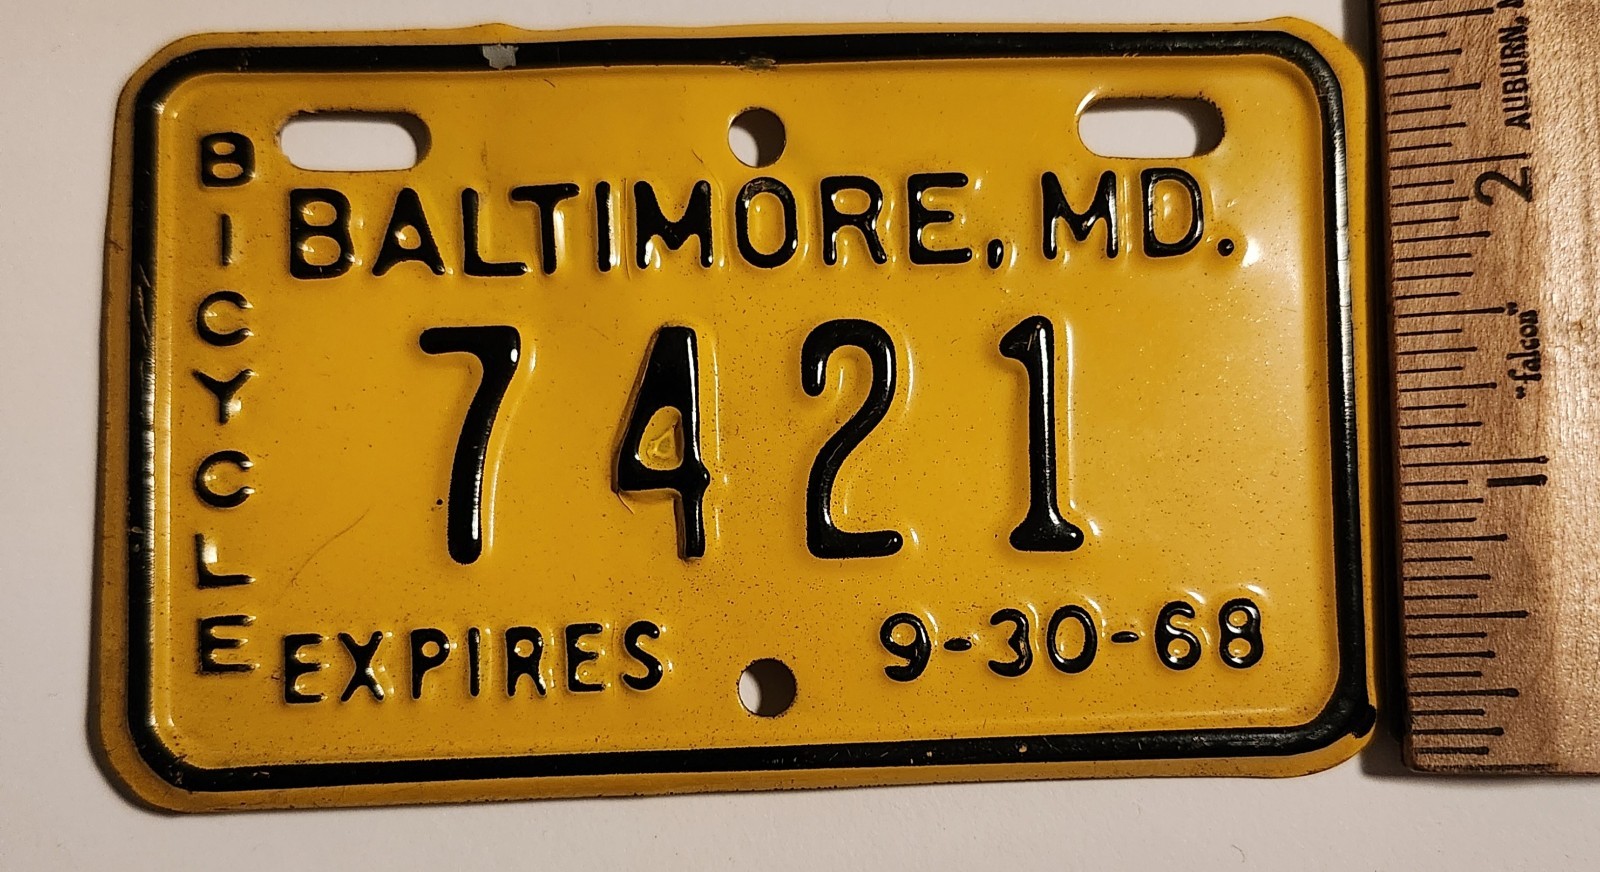 BICYCLE
BALTIMORE, MD.
7421
EXPIRES 9-30-68
AUBURN,
2
"falcon"
1